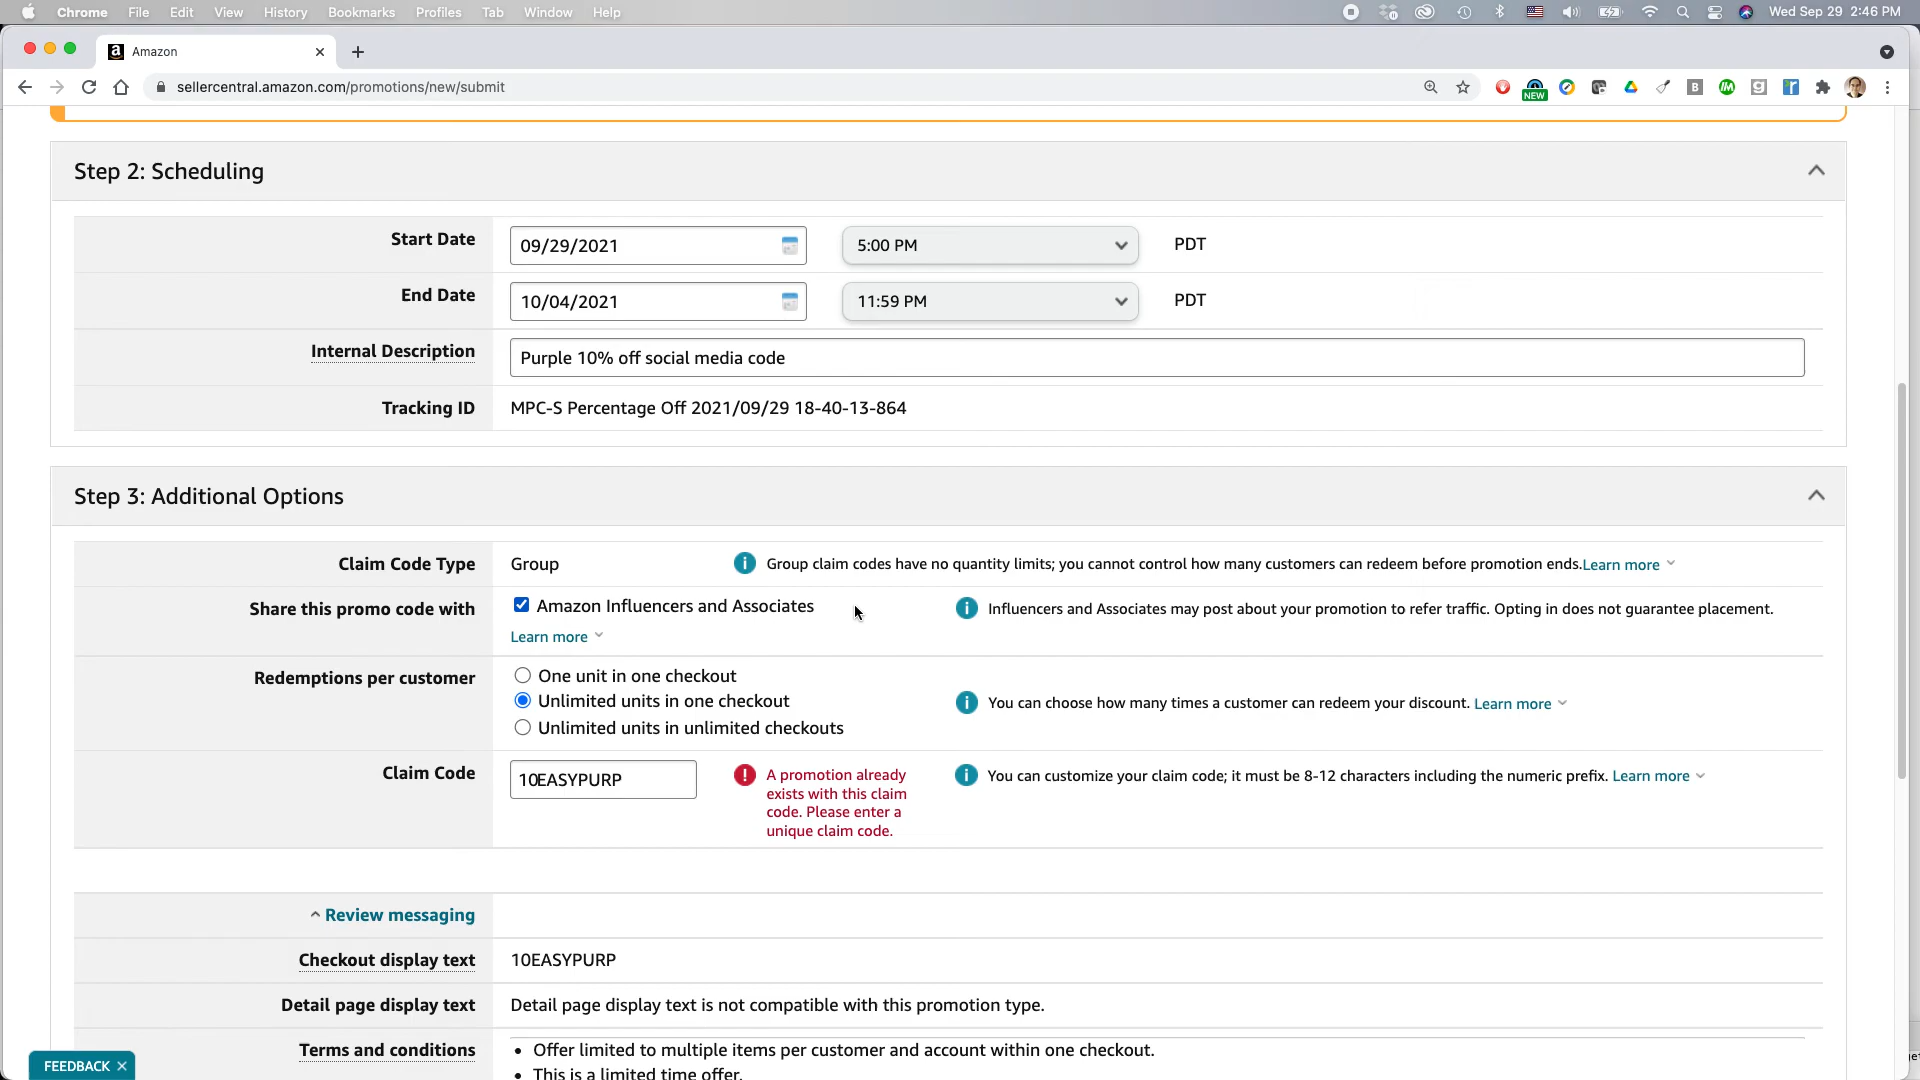 Chrome File Edit View History Bookmarks Profiles Tab Window Help Wed Sep 29 2:46 PM
Amazon
sellercentral.amazon.com/promotions/new/submit
NEW
Step 2: Scheduling
Start Date 09/29/2021 5:00 PM PDT
End Date 10/04/2021 11:59 PM PDT
Internal Description Purple 10% off social media code
Tracking ID MPC-S Percentage Off 2021/09/29 18-40-13-864
Step 3: Additional Options
Claim Code Type Group Group claim codes have no quantity limits; you cannot control how many customers can redeem before promotion ends.Learn more
Share this promo code with Amazon Influencers and Associates Influencers and Associates may post about your promotion to refer traffic. Opting in does not guarantee placement.
Learn more
Redemptions per customer One unit in one checkout
Unlimited units in one checkout You can choose how many times a customer can redeem your discount. Learn more
Unlimited units in unlimited checkouts
Claim Code 10EASYPURP A promotion already You can customize your claim code; it must be 8-12 characters including the numeric prefix. Learn more
exists with this claim
code. Please enter a
unique claim code.
Review messaging
Checkout display text 10EASYPURP
Detail page display text Detail page display text is not compatible with this promotion type.
Terms and conditions • Offer limited to multiple items per customer and account within one checkout.
• This is a limited time offer.
FEEDBACK